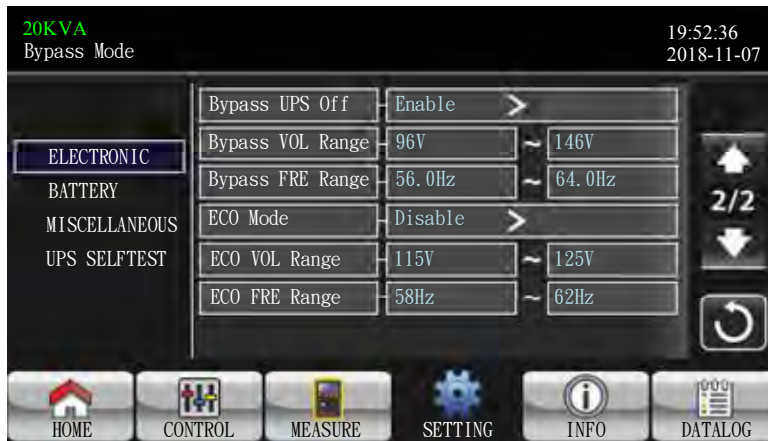 20KVA
Bypass Mode
19:52:36
2018-11-07
ELECTRONIC
BATTERY
MISCELLANEOUS
UPS SELFTEST
Bypass UPS Off Enable >
Bypass VOL Range 96V ~ 146V
Bypass FRE Range 56.0Hz ~ 64.0Hz
ECO Mode Disable >
ECO VOL Range 115V ~ 125V
ECO FRE Range 58Hz ~ 62Hz
2/2
HOME CONTROL MEASURE SETTING INFO DATALOG